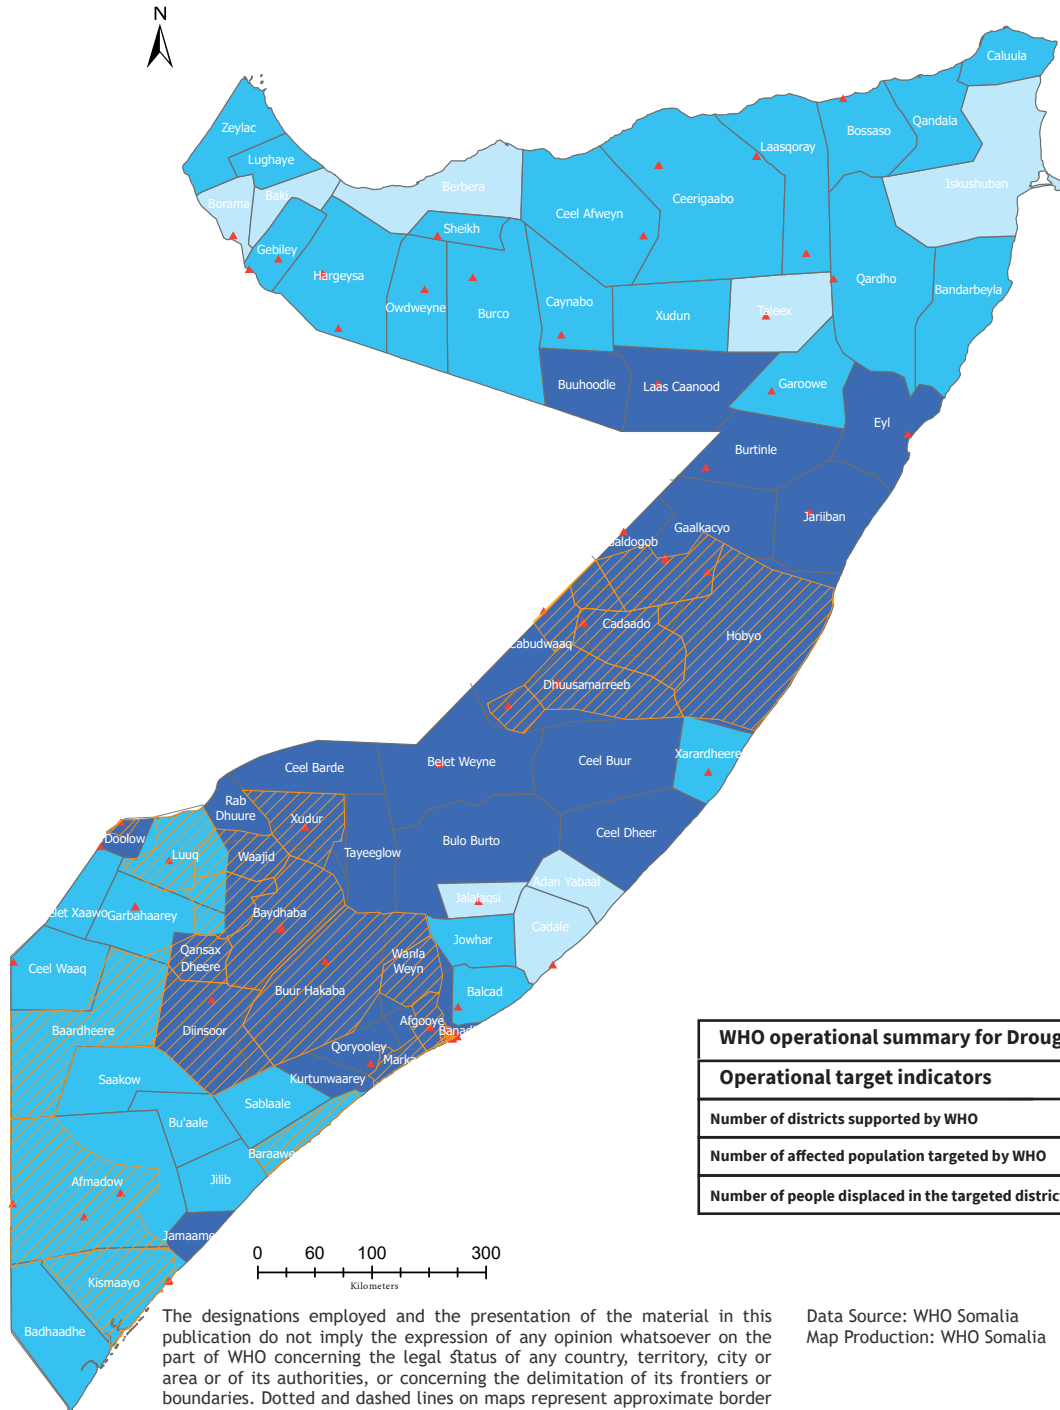 N
Caluula
Zeylac
Lughaye
Bossaso
Qandala
Laasqoray
Borama
Baki
Berbera
Ceerigaabo
Iskushuban
Ceel Afweyn
Sheikh
Gebiley
Hargeysa
Owdweyne
Burco
Caynabo
Xudun
Taleex
Qardho
Bandarbeyla
Buuhoodle
Laas Caanood
Garoowe
Eyl
Burtinle
Gaalkacyo
Jariiban
aldogob
Cadaado
Hobyo
Cabudwaaq
Dhuusamarreeb
Xarardheere
Ceel Barde
Belet Weyne
Ceel Buur
Rab
Dhuure
Xudur
Doolow
Luuq
Waajid
Tayeeglow
Bulo Burto
Ceel Dheer
Adan Yabaal
Jalalaqsi
elet Xaawo
Garbahaarey
Baydhaba
Cadale
Jowhar
Qansax
Dheere
Wanla
Weyn
Ceel Waaq
Buur Hakaba
Balcad
Baardheere
Diinsoor
Afgooye
Banadi
Qoryooley
Marka
Kurtunwaarey
Saakow
Sablaale
Bu'aale
Baraawe
Jilib
Afmadow
Jamaame
Kismaayo
Badhaadhe
WHO operational summary for Droug
Operational target indicators
Number of districts supported by WHO
Number of affected population targeted by WHO
Number of people displaced in the targeted distric
0 60 100 300
Kilometers
The designations employed and the presentation of the material in this
publication do not imply the expression of any opinion whatsoever on the
part of WHO concerning the legal status of any country, territory, city or
area or of its authorities, or concerning the delimitation of its frontiers or
boundaries. Dotted and dashed lines on maps represent approximate border
Data Source: WHO Somalia
Map Production: WHO Somalia